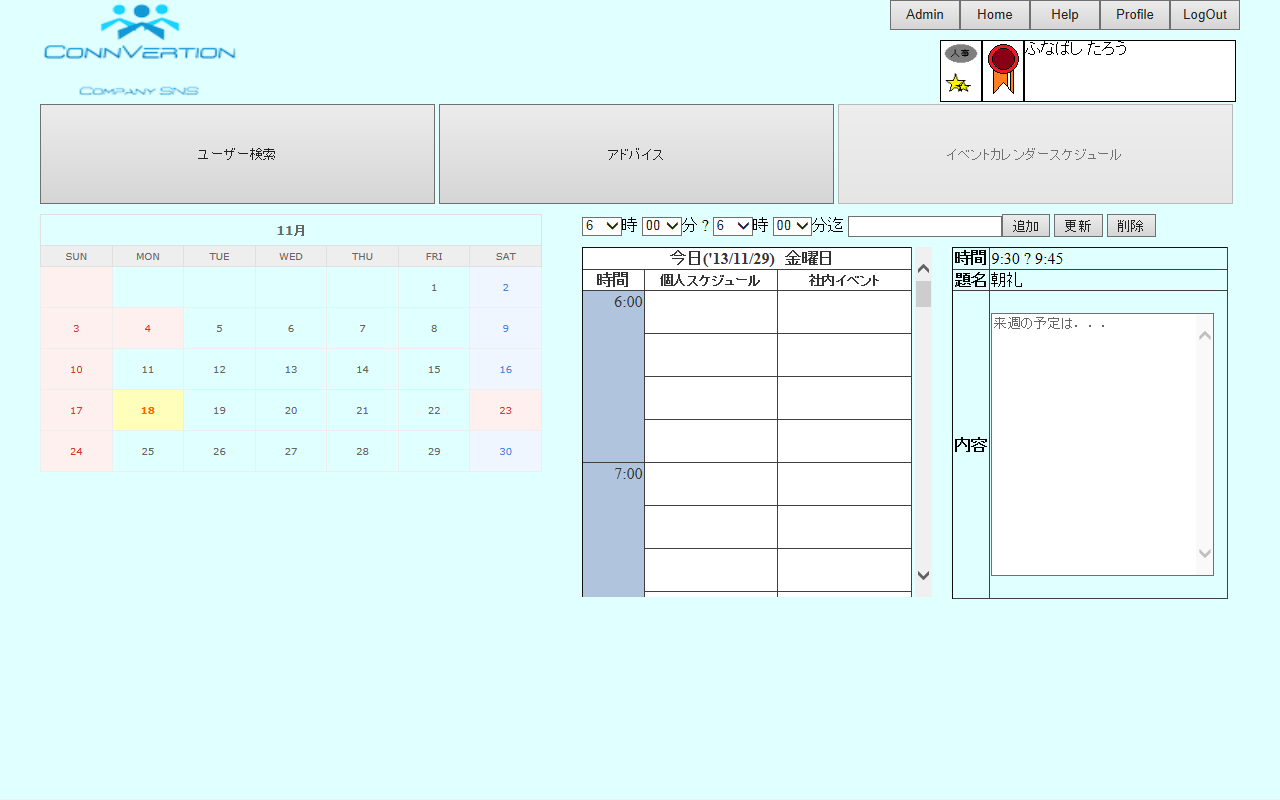 Admin Home Help Profile LogOut
CONNVERTION
COMPANY SNS
人事 ふなばし たろう
ユーザー検索 アドバイス イベントカレンダースケジュール
6 時 00 分 ? 6 時 00 分迄 追加 更新 削除
11月
SUN MON TUE WED THU FRI SAT
1 2
3 4 5 6 7 8 9
10 11 12 13 14 15 16
17 18 19 20 21 22 23
24 25 26 27 28 29 30
今日('13/11/29) 金曜日
時間 個人スケジュール 社内イベント
6:00
7:00
時間 9:30 ? 9:45
題名 朝礼
内容 来週の予定は．．．